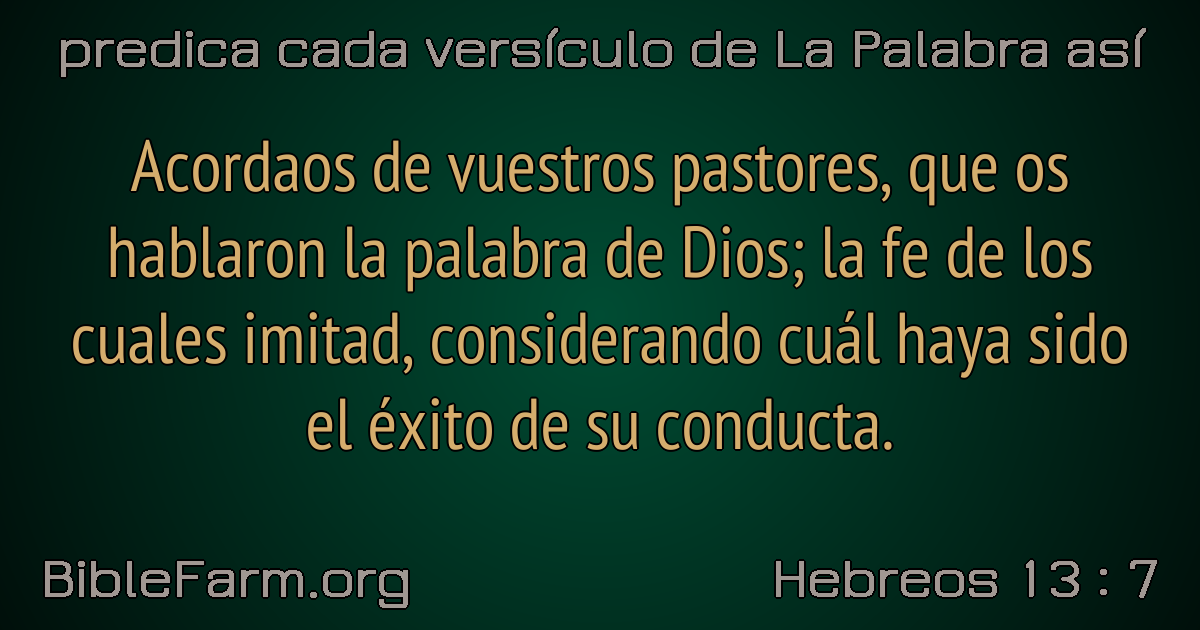 predica cada versículo de La Palabra así
Acordaos de vuestros pastores, que os
hablaron la palabra de Dios; la fe de los
cuales imitad, considerando cuál haya sido
el éxito de su conducta.
BibleFarm.org
Hebreos 13 : 7